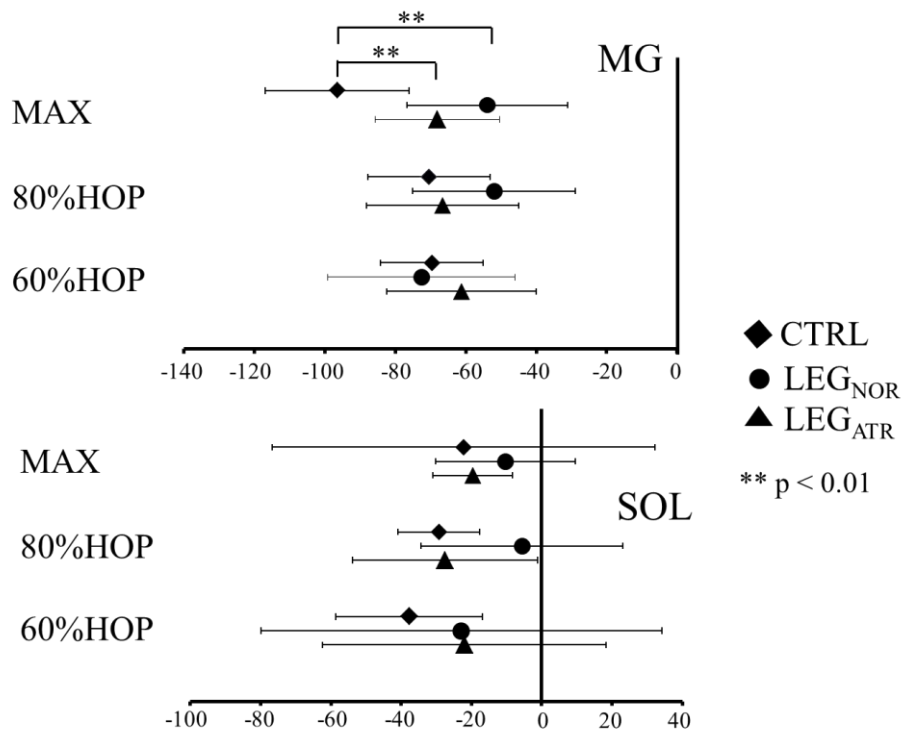 **
**
MG
MAX
80%HOP
60%HOP
-140 -120 -100 -80 -60 -40 -20 0
CTRL
LEGNOR
LEGATR
** p < 0.01
MAX
SOL
80%HOP
60%HOP
-100 -80 -60 -40 -20 0 20 40